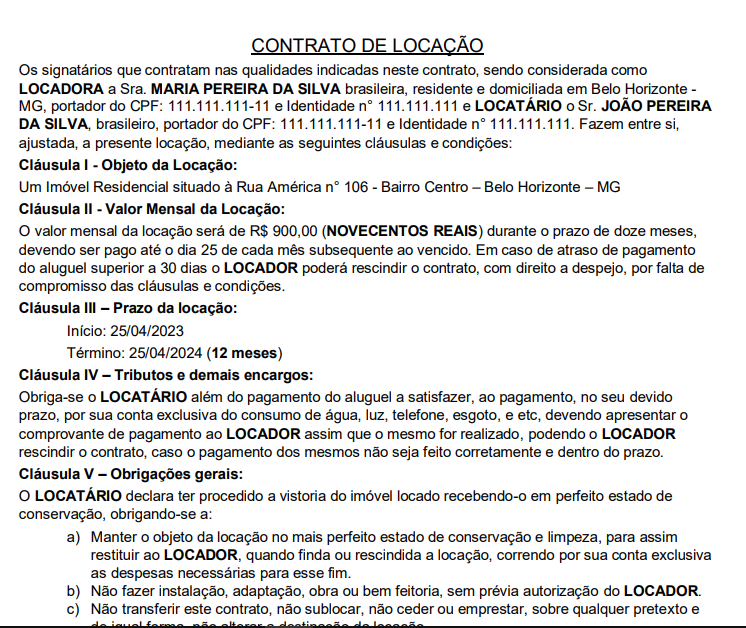 CONTRATO DE LOCAÇÃO
Os signatários que contratam nas qualidades indicadas neste contrato, sendo considerada como
LOCADORA a Sra. MARIA PEREIRA DA SILVA brasileira, residente e domiciliada em Belo Horizonte -
MG, portador do CPF: 111.111.111-11 e Identidade n° 111.111.111 e LOCATÁRIO o Sr. JOÃO PEREIRA
DA SILVA, brasileiro, portador do CPF: 111.111.111-11 e Identidade n° 111.111.111. Fazem entre si,
ajustada, a presente locação, mediante as seguintes cláusulas e condições:
Cláusula I - Objeto da Locação:
Um Imóvel Residencial situado à Rua América n° 106 - Bairro Centro – Belo Horizonte – MG
Cláusula II - Valor Mensal da Locação:
O valor mensal da locação será de R$ 900,00 (NOVECENTOS REAIS) durante o prazo de doze meses,
devendo ser pago até o dia 25 de cada mês subsequente ao vencido. Em caso de atraso de pagamento
do aluguel superior a 30 dias o LOCADOR poderá rescindir o contrato, com direito a despejo, por falta de
compromisso das cláusulas e condições.
Cláusula III – Prazo da locação:
Início: 25/04/2023
Término: 25/04/2024 (12 meses)
Cláusula IV – Tributos e demais encargos:
Obriga-se o LOCATÁRIO além do pagamento do aluguel a satisfazer, ao pagamento, no seu devido
prazo, por sua conta exclusiva do consumo de água, luz, telefone, esgoto, e etc, devendo apresentar o
comprovante de pagamento ao LOCADOR assim que o mesmo for realizado, podendo o LOCADOR
rescindir o contrato, caso o pagamento dos mesmos não seja feito corretamente e dentro do prazo.
Cláusula V – Obrigações gerais:
O LOCATÁRIO declara ter procedido a vistoria do imóvel locado recebendo-o em perfeito estado de
conservação, obrigando-se a:
a) Manter o objeto da locação no mais perfeito estado de conservação e limpeza, para assim
restituir ao LOCADOR, quando finda ou rescindida a locação, correndo por sua conta exclusiva
as despesas necessárias para esse fim.
b) Não fazer instalação, adaptação, obra ou bem feitoria, sem prévia autorização do LOCADOR.
c) Não transferir este contrato, não sublocar, não ceder ou emprestar, sobre qualquer pretexto e
de igual forma, não alterar a destinação da locação